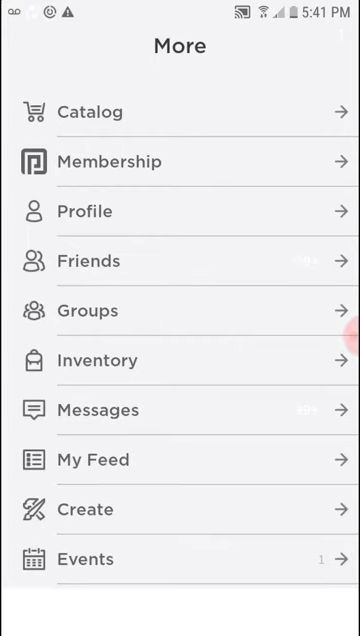 5:41 PM
More
Catalog
Membership
Profile
Friends
Groups
Inventory
Messages
My Feed
Create
Events 1